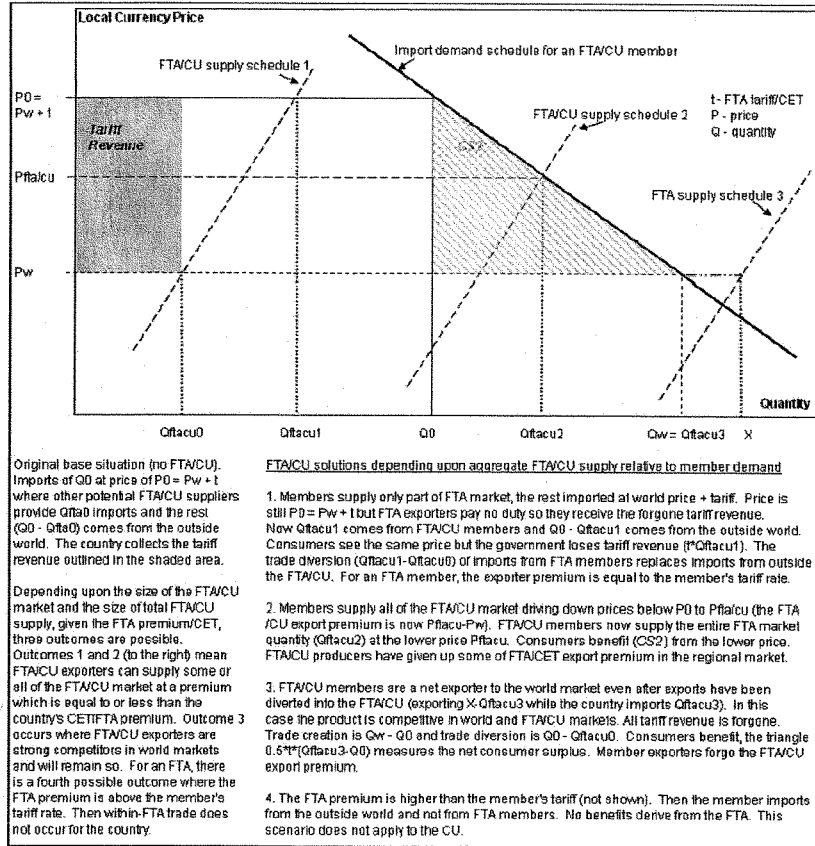 Local Currency Price
FTA/CU supply schedule 1
Import demand schedule for an FTA/CU member
P0 =
Pw + t
Tariff
Revenue
CS2
FTA/CU supply schedule 2
t - FTA tariff/CET
P - price
Q - quantity
Pfta/cu
FTA supply schedule 3
Pw
Quantity
Qftacu0
Qftacu1
Q0
Qftacu2
Qw = Qftacu3
X
Original base situation (no FTA/CU).
Imports of Q0 at price of P0 = Pw + t
where other potential FTA/CU suppliers
provide Qfta0 imports and the rest
(Q0 - Qfta0) comes from the outside
world. The country collects the tariff
revenue outlined in the shaded area.
Depending upon the size of the FTA/CU
market and the size of total FTA/CU
supply, given the FTA premium/CET,
three outcomes are possible.
Outcomes 1 and 2 (to the right) mean
FTA/CU exporters can supply some or
all of the FTA/CU market at a premium
which is equal to or less than the
country's CET/FTA premium. Outcome 3
occurs where FTA/CU exporters are
strong competitors in world markets
and will remain so. For an FTA, there
is a fourth possible outcome where the
FTA premium is above the member's
tariff rate. Then within-FTA trade does
not occur for the country.
FTA/CU solutions depending upon aggregate FTA/CU supply relative to member demand
1. Members supply only part of FTA market, the rest imported at world price + tariff. Price is
still P0 = Pw + t but FTA exporters pay no duty so they receive the forgone tariff revenue.
Now Qftacu1 comes from FTA/CU members and Q0 - Qftacu1 comes from the outside world.
Consumers see the same price but the government loses tariff revenue (t*Qftacu1). The
trade diversion (Qftacu1-Qftacu0) of imports from FTA members replaces imports from outside
the FTA/CU. For an FTA member, the exporter premium is equal to the member's tariff rate.
2. Members supply all of the FTA/CU market driving down prices below P0 to Pfta/cu (the FTA
/CU export premium is now Pftacu-Pw). FTA/CU members now supply the entire FTA market
quantity (Qftacu2) at the lower price Pftacu. Consumers benefit (CS2) from the lower price.
FTA/CU producers have given up some of FTA/CET export premium in the regional market.
3. FTA/CU members are a net exporter to the world market even after exports have been
diverted into the FTA/CU (exporting X-Qftacu3 while the country imports Qftacu3). In this
case the product is competitive in world and FTA/CU markets. All tariff revenue is forgone.
Trade creation is Qw - Q0 and trade diversion is Q0 - Qftacu0. Consumers benefit, the triangle
0.5*t*(Qftacu3-Q0) measures the net consumer surplus. Member exporters forgo the FTA/CU
export premium.
4. The FTA premium is higher than the member's tariff (not shown). Then the member imports
from the outside world and not from FTA members. No benefits derive from the FTA. This
scenario does not apply to the CU.